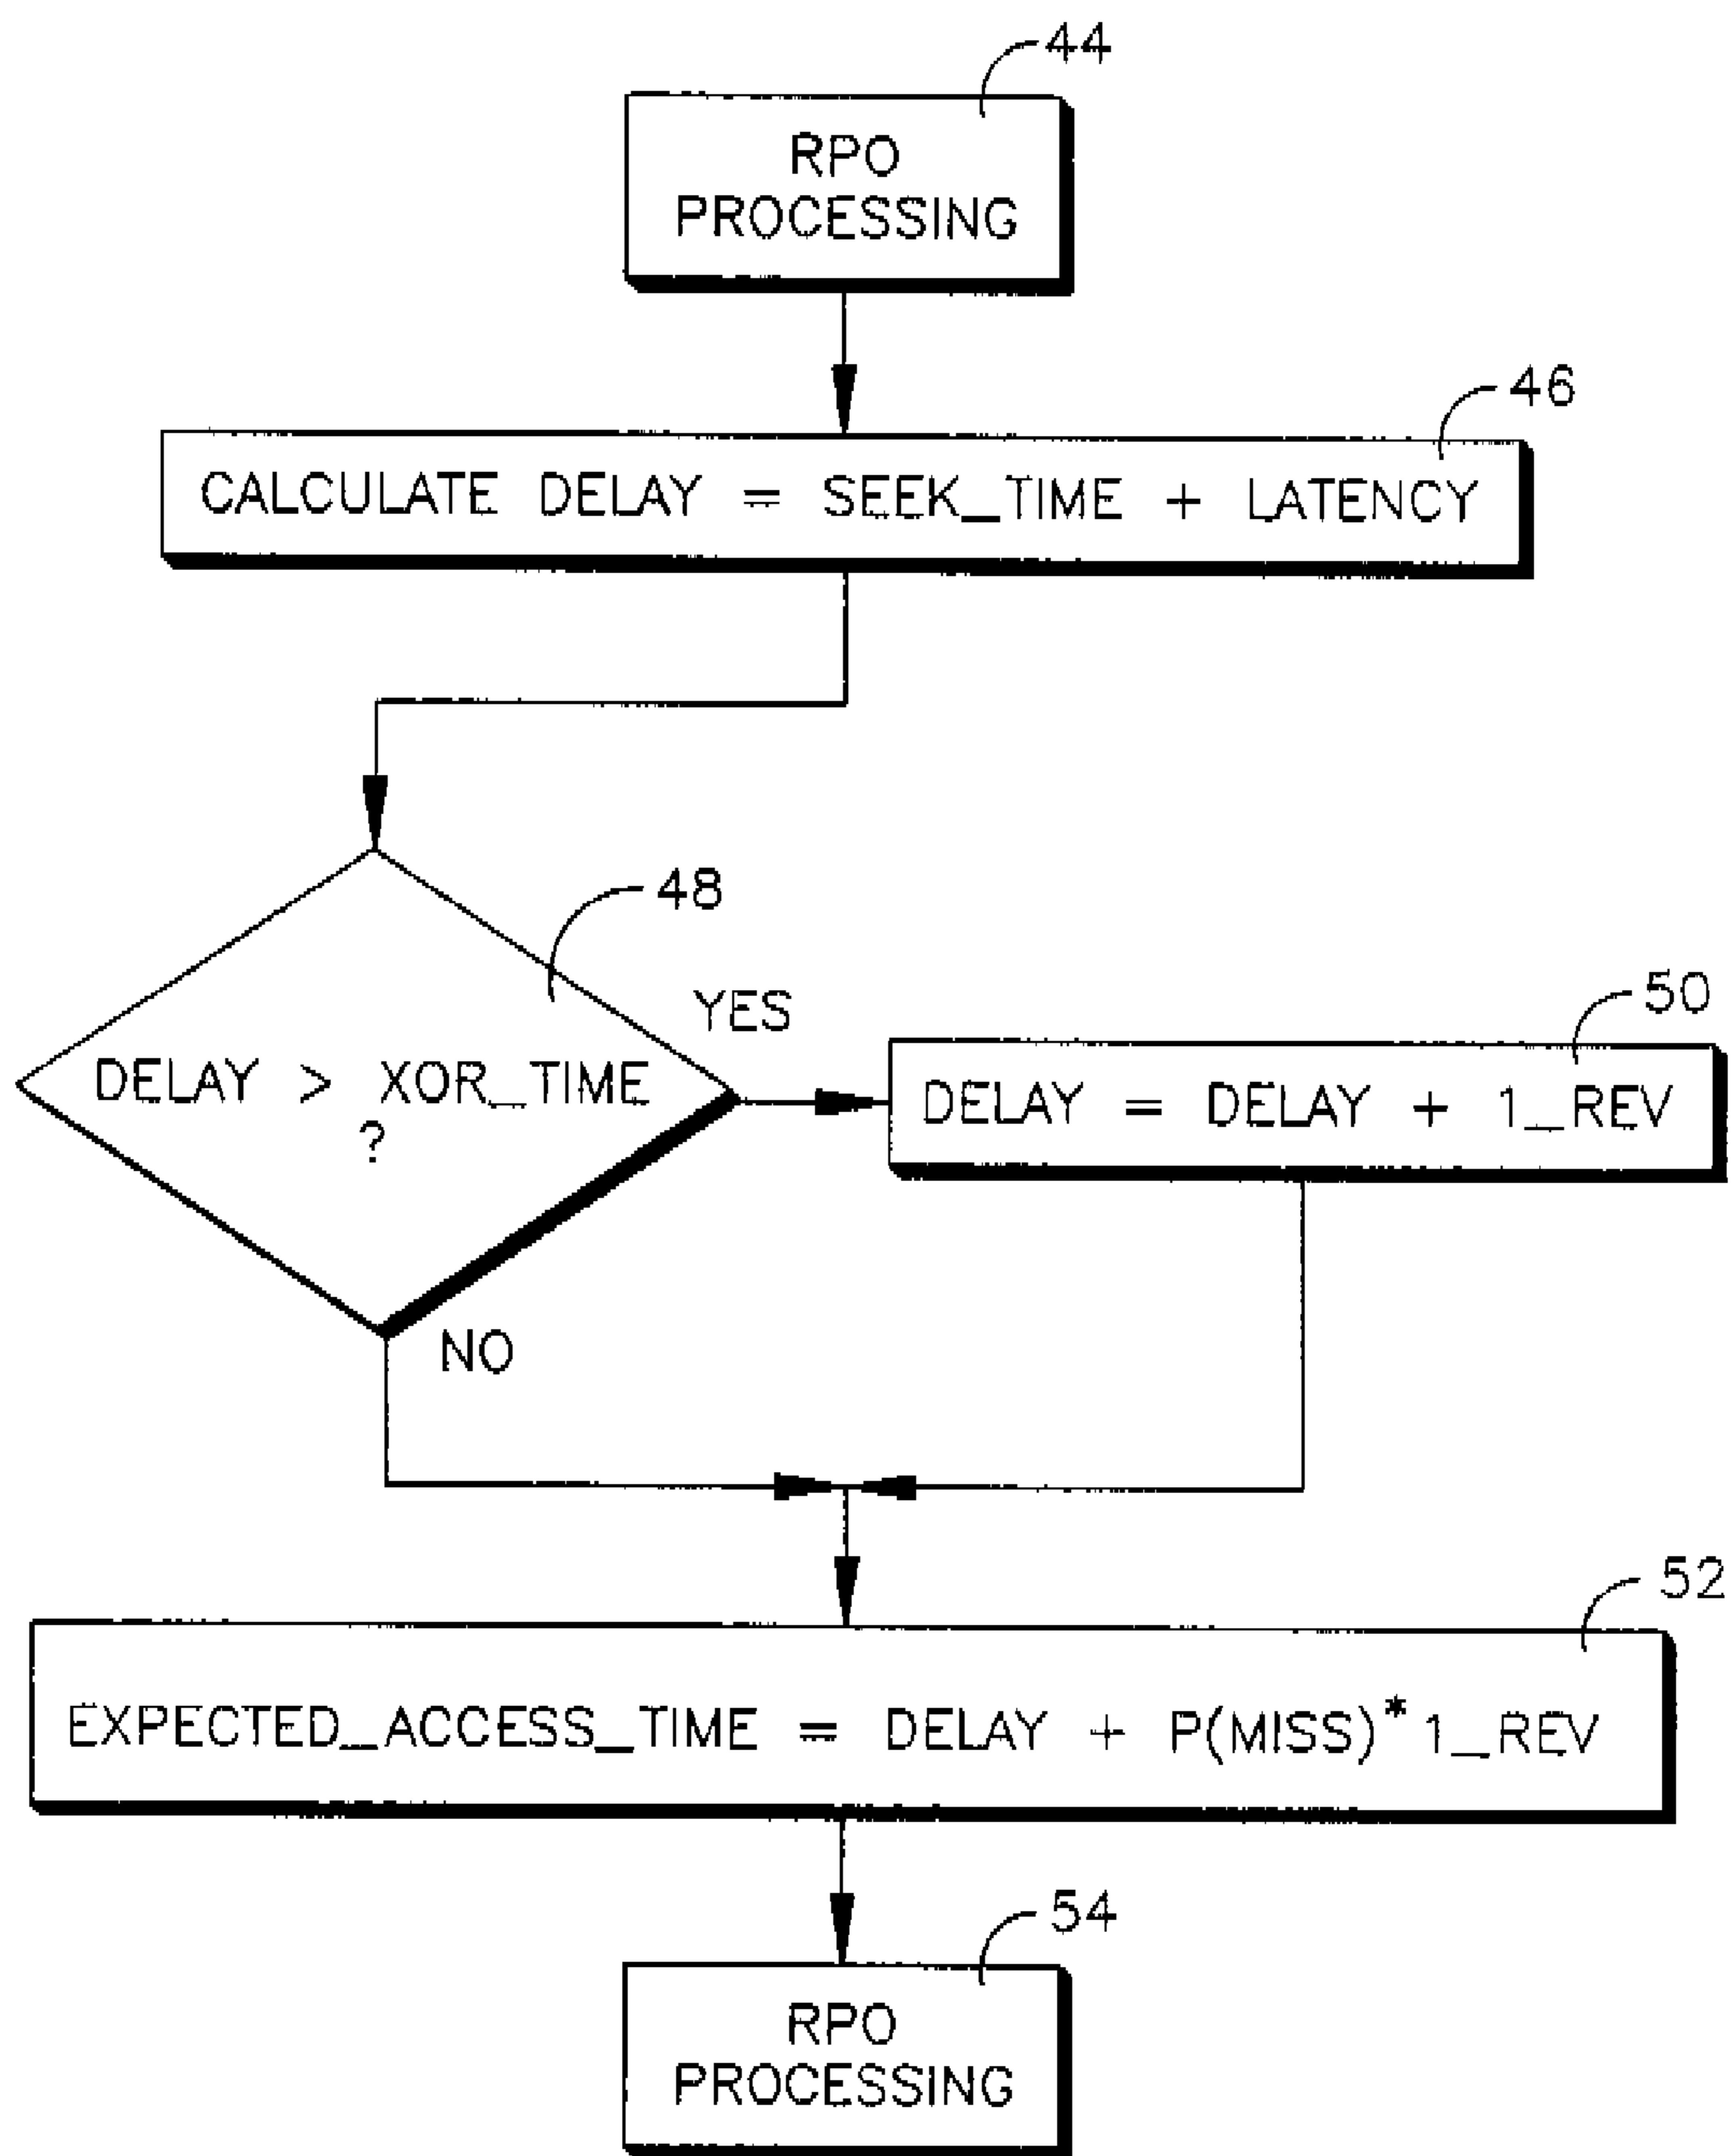 44
RPO
PROCESSING
46
CALCULATE DELAY = SEEK_TIME + LATENCY
48
YES
50
DELAY > XOR_TIME
?
DELAY = DELAY + 1_REV
NO
52
EXPECTED_ACCESS_TIME = DELAY + P(MISS)* 1_REV
54
RPO
PROCESSING